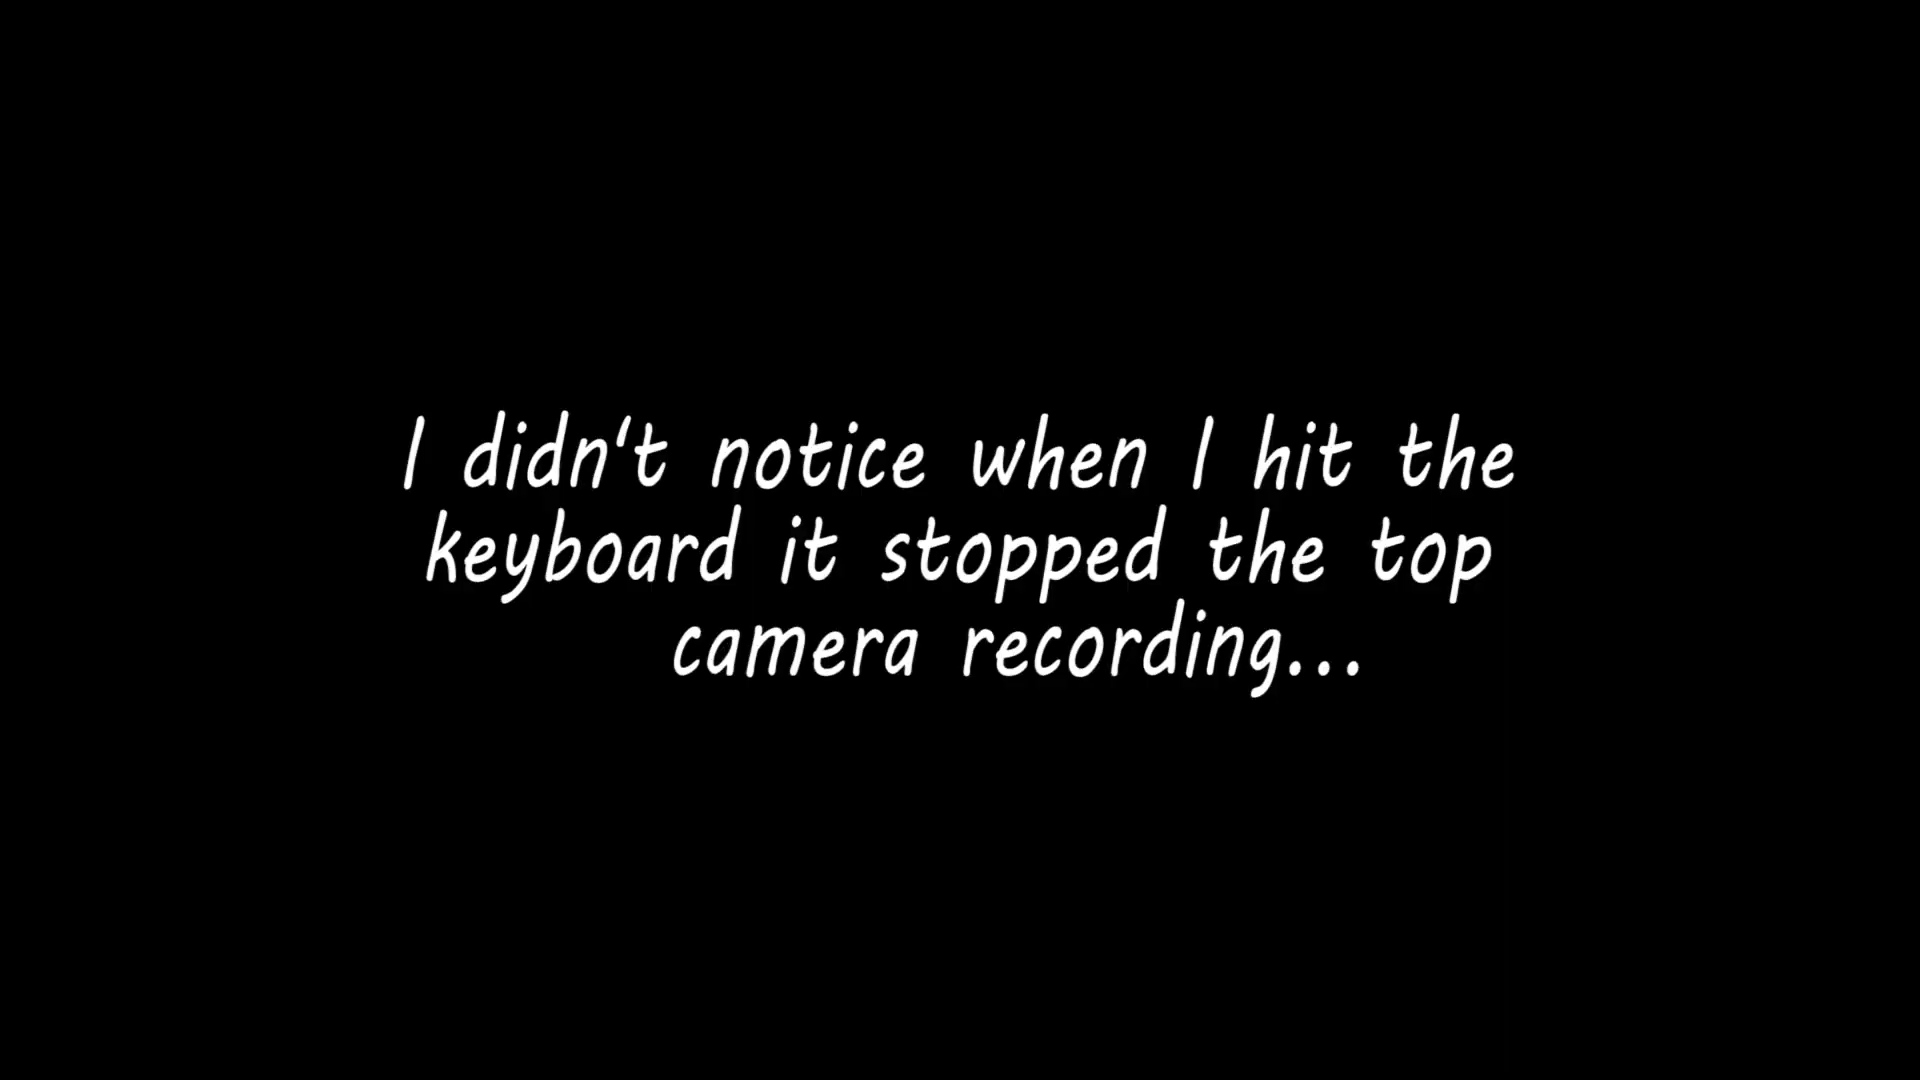 I didn't notice when I hit the
keyboard it stopped the top
camera recording...